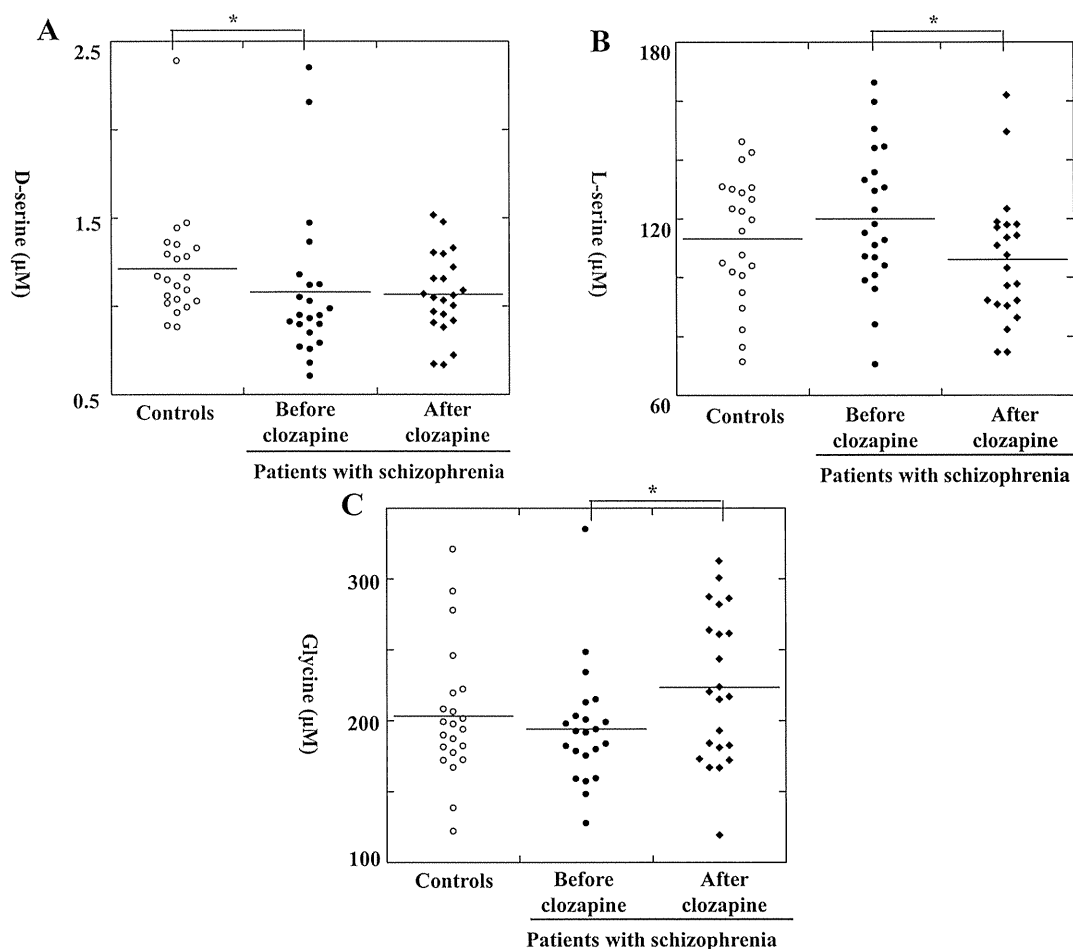 A
*
2.5
1.5
0.5
D-serine (µM)
Controls
Before
clozapine
After
clozapine
Patients with schizophrenia
B
*
180
120
60
L-serine (µM)
Controls
Before
clozapine
After
clozapine
Patients with schizophrenia
C
*
300
200
100
Glycine (µM)
Controls
Before
clozapine
After
clozapine
Patients with schizophrenia